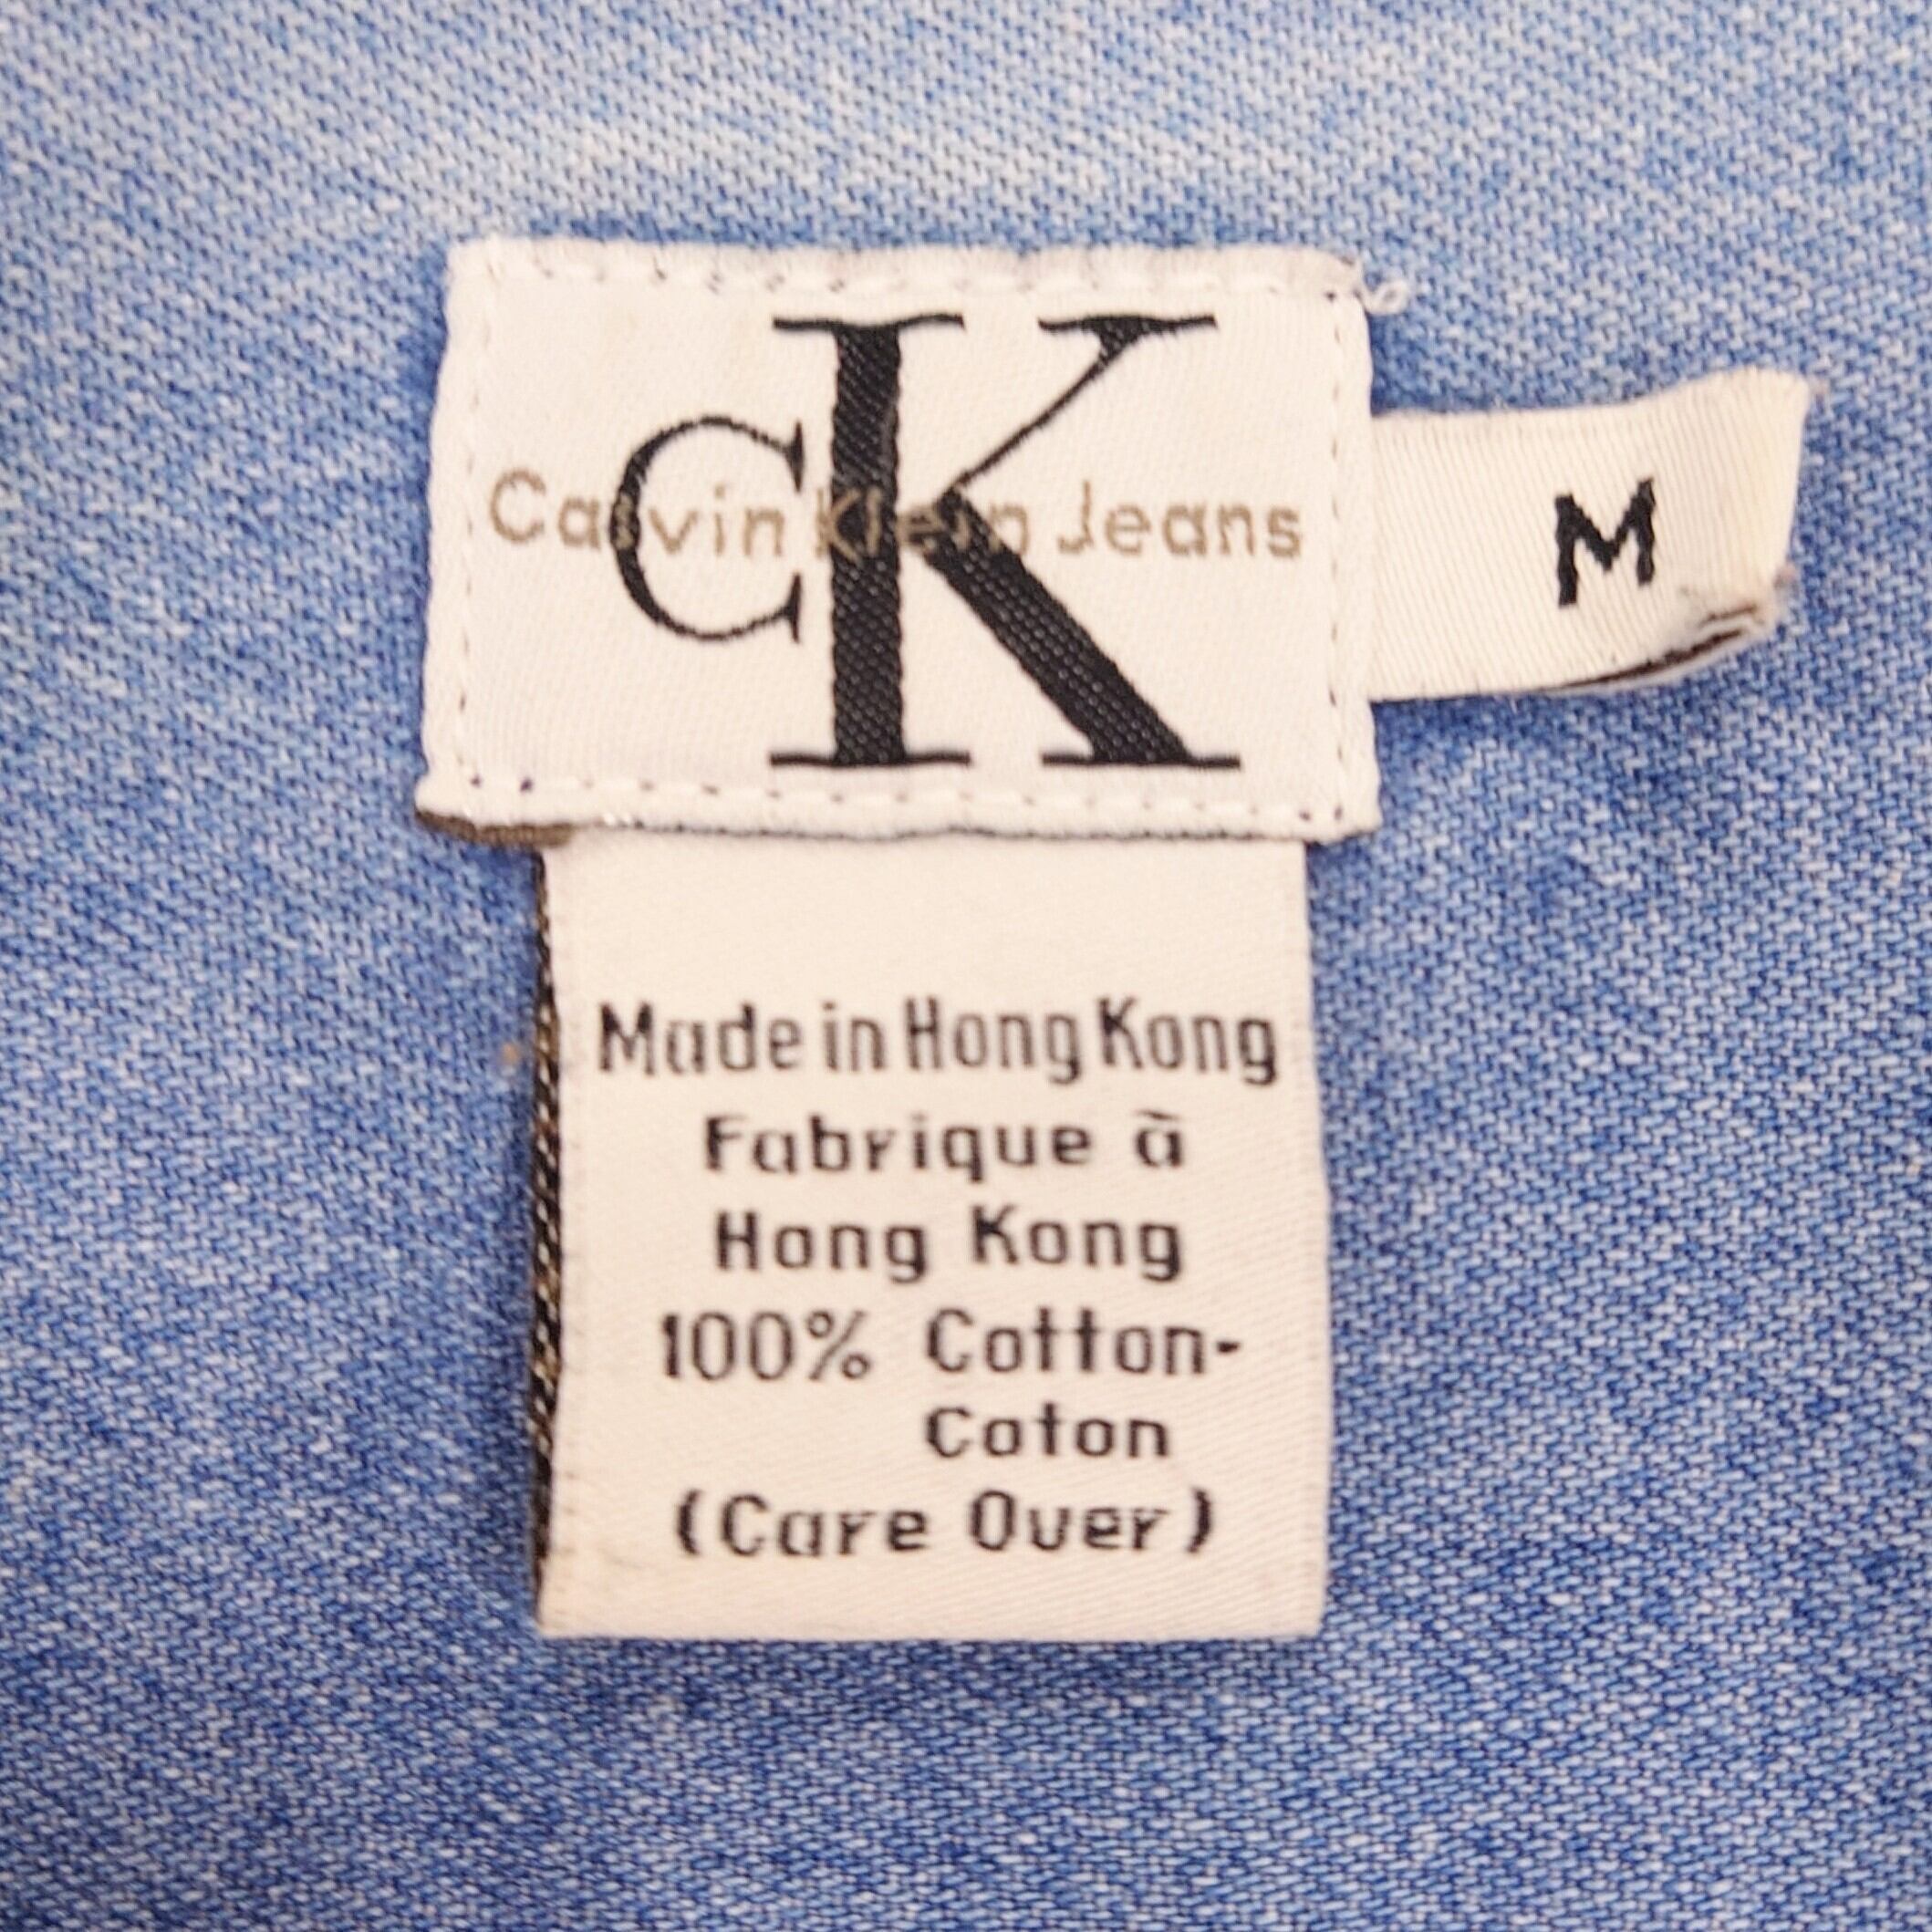 CK
Calvin Klein Jeans
M
Made in Hong Kong
Fabrique à
Hong Kong
100% Cotton-
Coton
(Care Over)